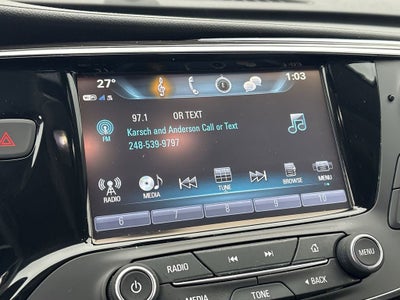 27°
1:03
97.1 OR TEXT
FM
Karsch and Anderson Call or Text
248-539-9797
RADIO
MEDIA
TUNE
BROWSE
MENU
6 7 8 9 10
RADIO
MENU
MEDIA
TONE
BACK